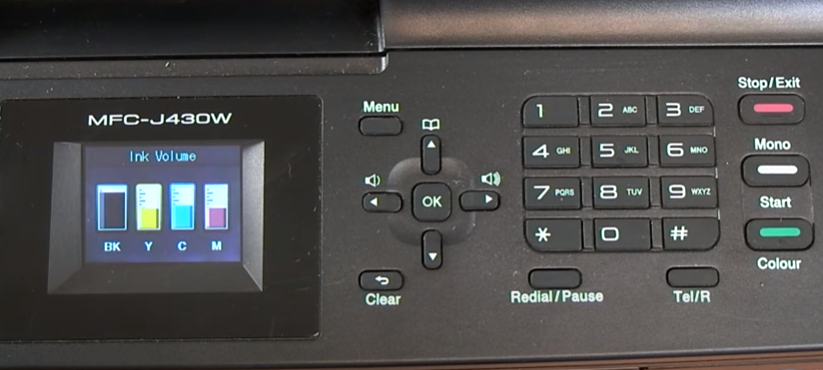 MFC-J430W
Ink Volume
BK Y C M
Menu
OK
Clear
1 2 ABC 3 DEF
4 GHI 5 JKL 6 MNO
7 PQRS 8 TUV 9 WXYZ
* 0 #
Redial/Pause Tel/R
Stop/Exit
Mono
Start
Colour